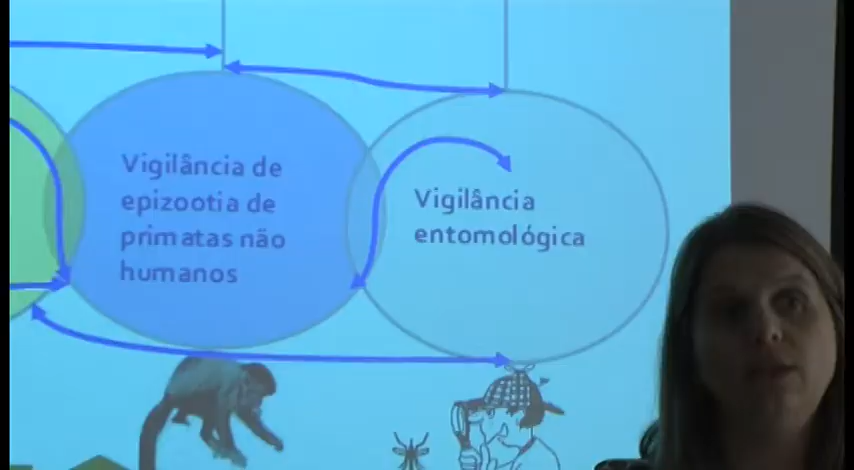 Vigilância de
epizootia de
primatas não
humanos
Vigilância
entomológica